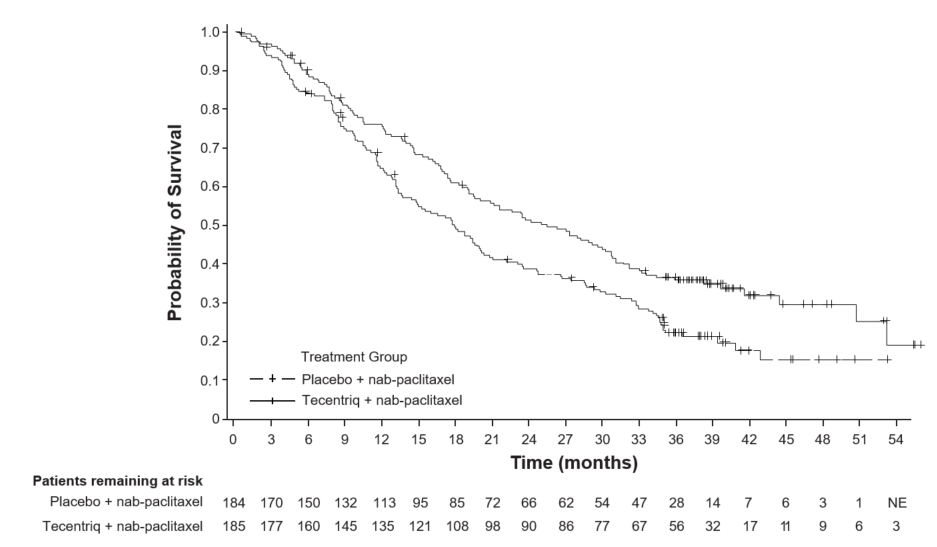 1.0
0.9
0.8
0.7
0.6
0.5
0.4
0.3
0.2
0.1
0
Probability of Survival
Treatment Group
Placebo + nab-paclitaxel
Tecentriq + nab-paclitaxel
0 3 6 9 12 15 18 21 24 27 30 33 36 39 42 45 48 51 54
Time (months)
Patients remaining at risk
Placebo + nab-paclitaxel 184 170 150 132 113 95 85 72 66 62 54 47 28 14 7 6 3 1 NE
Tecentriq + nab-paclitaxel 185 177 160 145 135 121 108 98 90 86 77 67 56 32 17 11 9 6 3